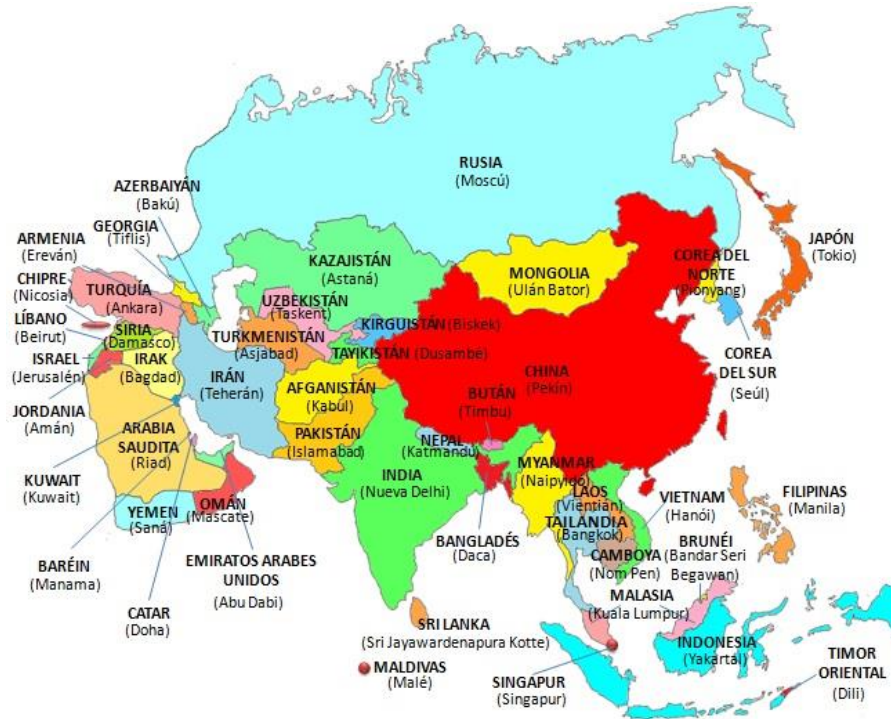 RUSIA
(Moscú)
AZERBAIYÁN
(Bakú)
GEORGIA
(Tiflis)
ARMENIA
(Ereván)
CHIPRE
(Nicosia)
TURQUÍA
(Ankara)
LÍBANO
(Beirut)
SIRIA
(Damasco)
ISRAEL
(Jerusalén)
IRAK
(Bagdad)
JORDANIA
(Amán)
KAZAJISTÁN
(Astaná)
UZBEKISTÁN
(Taskent)
TURKMENISTÁN
(Asjabad)
KIRGUISTÁN (Biskek)
TAYIKISTÁN (Dusambé)
MONGOLIA
(Ulán Bator)
COREA DEL
NORTE
(Pionyang)
JAPÓN
(Tokio)
COREA
DEL SUR
(Seúl)
CHINA
(Pekín)
IRÁN
(Teherán)
AFGANISTÁN
(Kabul)
PAKISTÁN
(Islamabad)
BUTÁN
(Timbu)
NEPAL
(Katmandú)
INDIA
(Nueva Delhi)
ARABIA
SAUDITA
(Riad)
KUWAIT
(Kuwait)
YEMEN
(Saná)
OMÁN
(Mascate)
BARÉIN
(Manama)
EMIRATOS ARABES
UNIDOS
(Abu Dabi)
CATAR
(Doha)
MYANMAR
(Naipyigo)
LAOS
(Vientián)
TAILANDIA
(Bangkok)
VIETNAM
(Hanói)
FILIPINAS
(Manila)
BANGLADÉS
(Daca)
CAMBOYA
(Nom Pen)
BRUNÉI
(Bandar Seri
Begawan)
MALASIA
(Kuala Lumpur)
SRI LANKA
(Sri Jayawardenapura Kotte)
MALDIVAS
(Malé)
SINGAPUR
(Singapur)
INDONESIA
(Yakartál)
TIMOR
ORIENTAL
(Dili)